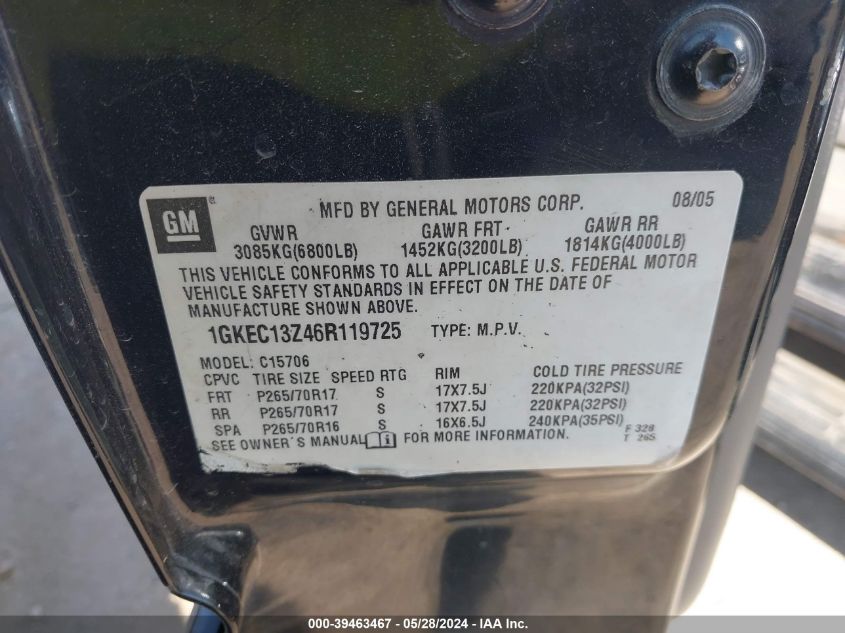 GM
MFD BY GENERAL MOTORS CORP. 08/05
GVWR GAWR FRT GAWR RR
3085KG(6800LB) 1452KG(3200LB) 1814KG(4000LB)
THIS VEHICLE CONFORMS TO ALL APPLICABLE U.S. FEDERAL MOTOR
VEHICLE SAFETY STANDARDS IN EFFECT ON THE DATE OF
MANUFACTURE SHOWN ABOVE.
1GKEC13Z46R119725 TYPE: M.P.V.
MODEL: C15706
CPVC TIRE SIZE SPEED RTG RIM COLD TIRE PRESSURE
FRT P265/70R17 S 17X7.5J 220KPA(32PSI)
RR P265/70R17 S 17X7.5J 220KPA(32PSI)
SPA P265/70R16 S 16X6.5J 240KPA(35PSI)
SEE OWNER'S MANUAL FOR MORE INFORMATION.
F 328
T 265
000-39463467 - 05/28/2024 - IAA Inc.